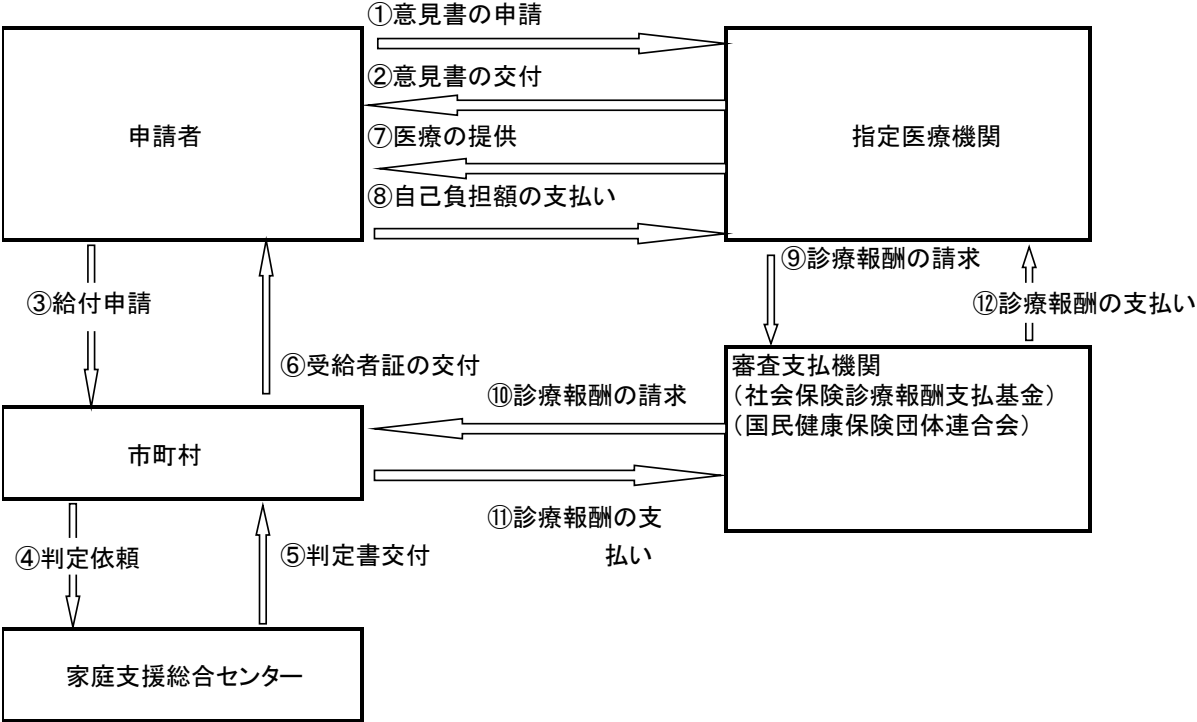 ①意見書の申請
②意見書の交付
申請者
⑦医療の提供
指定医療機関
⑧自己負担額の支払い
⑨診療報酬の請求
③給付申請
⑫診療報酬の支払い
⑥受給者証の交付
審査支払機関
（社会保険診療報酬支払基金）
（国民健康保険団体連合会）
⑩診療報酬の請求
市町村
⑪診療報酬の支
払い
④判定依頼
⑤判定書交付
家庭支援総合センター